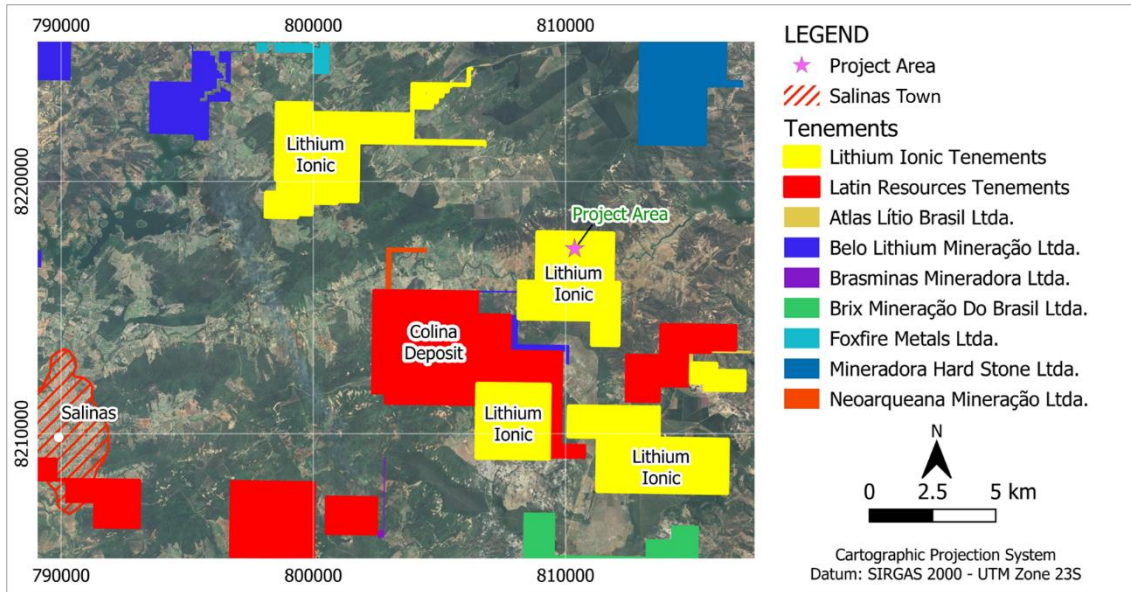 790000
800000
810000
8220000
8210000
Lithium
Ionic
Project Area
Lithium
Ionic
Colina
Deposit
Lithium
Ionic
Lithium
Ionic
Salinas
790000
800000
810000
LEGEND
Project Area
Salinas Town
Tenements
Lithium Ionic Tenements
Latin Resources Tenements
Atlas Lítio Brasil Ltda.
Belo Lithium Mineração Ltda.
Brasminas Mineradora Ltda.
Brix Mineração Do Brasil Ltda.
Foxfire Metals Ltda.
Mineradora Hard Stone Ltda.
Neoarqueana Mineração Ltda.
N
0 2.5 5 km
Cartographic Projection System
Datum: SIRGAS 2000 - UTM Zone 23S